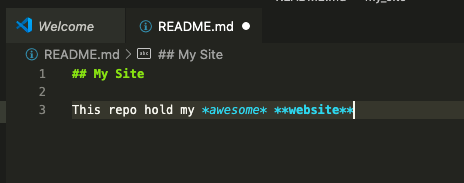 Welcome README.md
README.md > ## My Site
1 ## My Site
2
3 This repo hold my *awesome* **website**